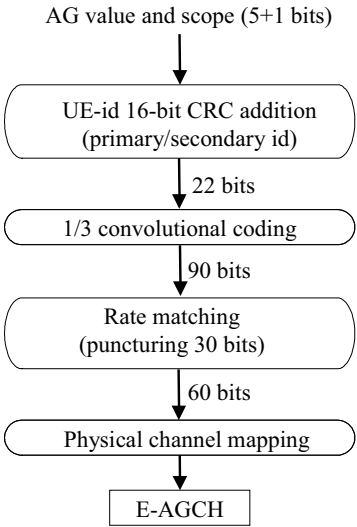 AG value and scope (5+1 bits)
UE-id 16-bit CRC addition
(primary/secondary id)
22 bits
1/3 convolutional coding
90 bits
Rate matching
(puncturing 30 bits)
60 bits
Physical channel mapping
E-AGCH